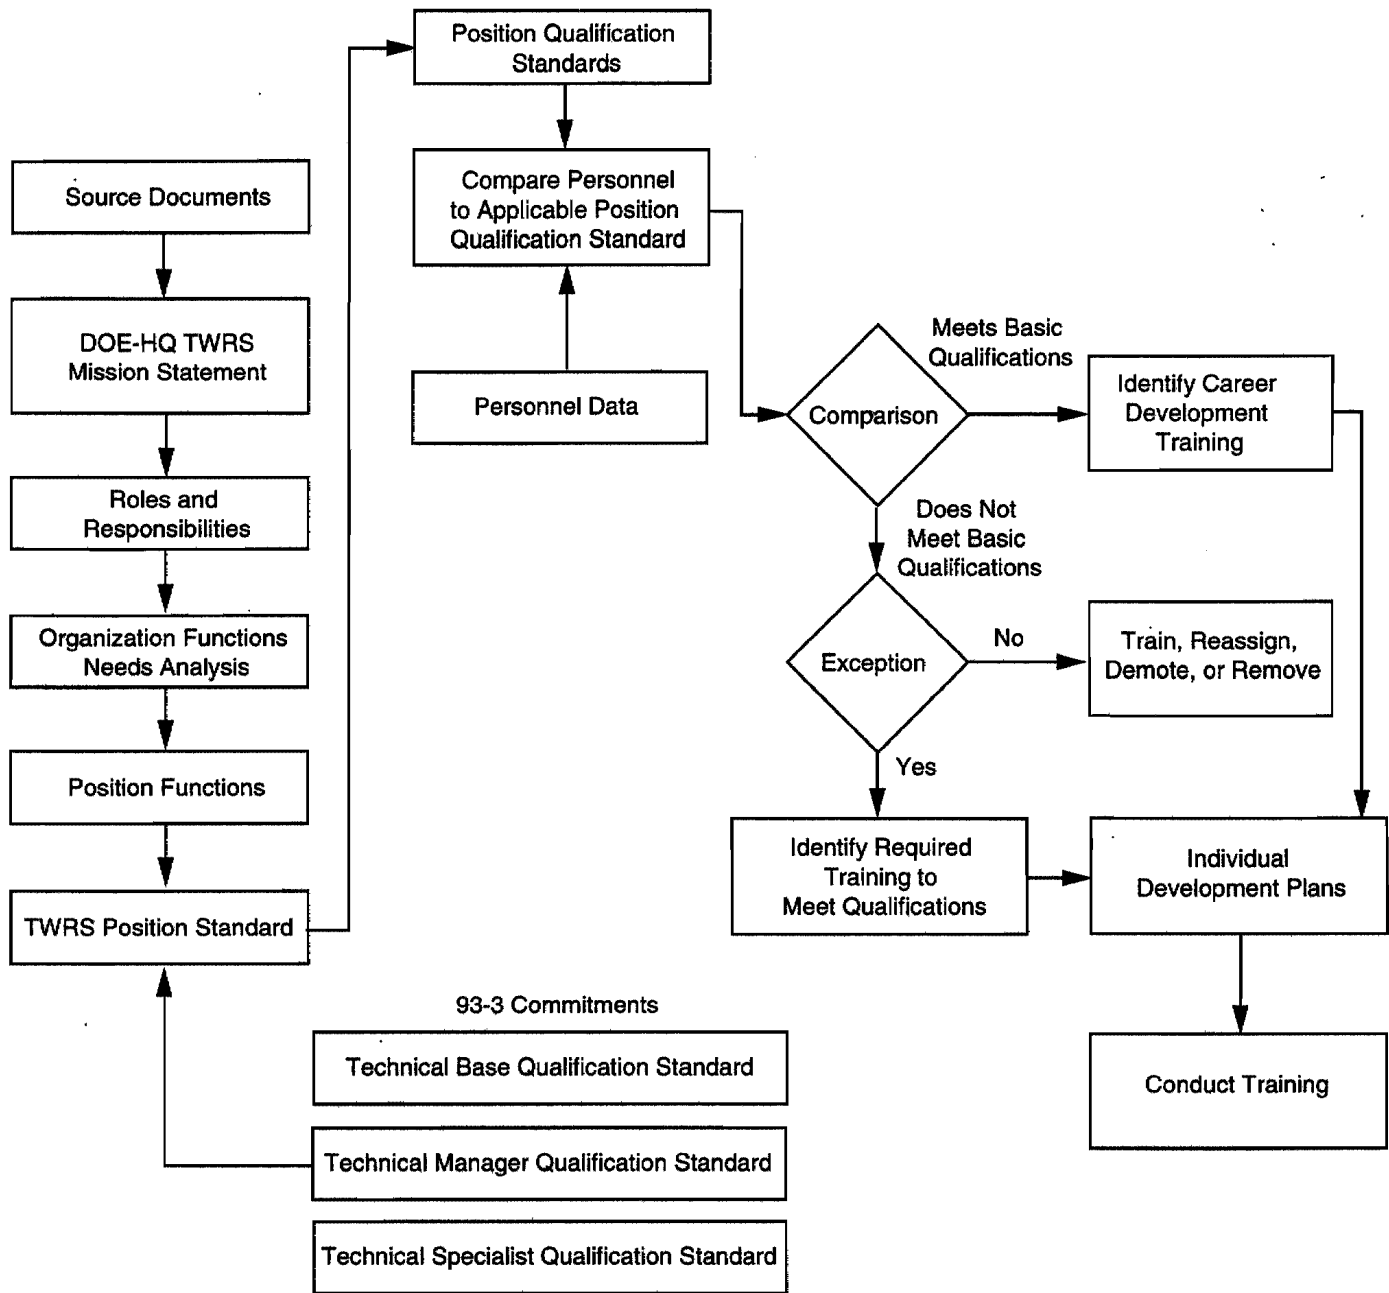 Position Qualification
Standards
Source Documents
Compare Personnel
to Applicable Position
Qualification Standard
DOE-HQ TWRS
Mission Statement
Personnel Data
Meets Basic
Qualifications
Comparison
Identify Career
Development
Training
Roles and
Responsibilities
Does Not
Meet Basic
Qualifications
Organization Functions
Needs Analysis
Exception
No
Train, Reassign,
Demote, or Remove
Position Functions
Yes
Identify Required
Training to
Meet Qualifications
Individual
Development Plans
TWRS Position Standard
93-3 Commitments
Technical Base Qualification Standard
Conduct Training
Technical Manager Qualification Standard
Technical Specialist Qualification Standard